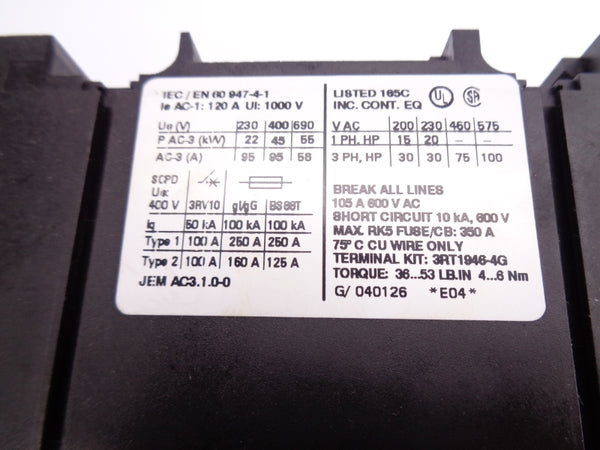 IEC / EN 60 947-4-1
Ie AC-1: 120 A Ui: 1000 V
Ue (V) 230 400 690
P AC-3 (kW) 22 45 55
AC-3 (A) 95 95 58
SCPD
Ue
400 V 3RV10 gl/gG BS88T
Iq 50 kA 100 kA 100 kA
Type 1 100 A 250 A 250 A
Type 2 100 A 160 A 125 A
JEM AC3.1.0-0
LISTED 165C UL SA
INC. CONT. EQ
V AC 200 230 460 575
1 PH, HP 15 20 – –
3 PH, HP 30 30 75 100
BREAK ALL LINES
105 A 600 V AC
SHORT CIRCUIT 10 kA, 600 V
MAX. RK5 FUSE/CB: 350 A
75°C CU WIRE ONLY
TERMINAL KIT: 3RT1946-4G
TORQUE: 36...53 LB.IN 4...6 Nm
G/ 040126 *E04*